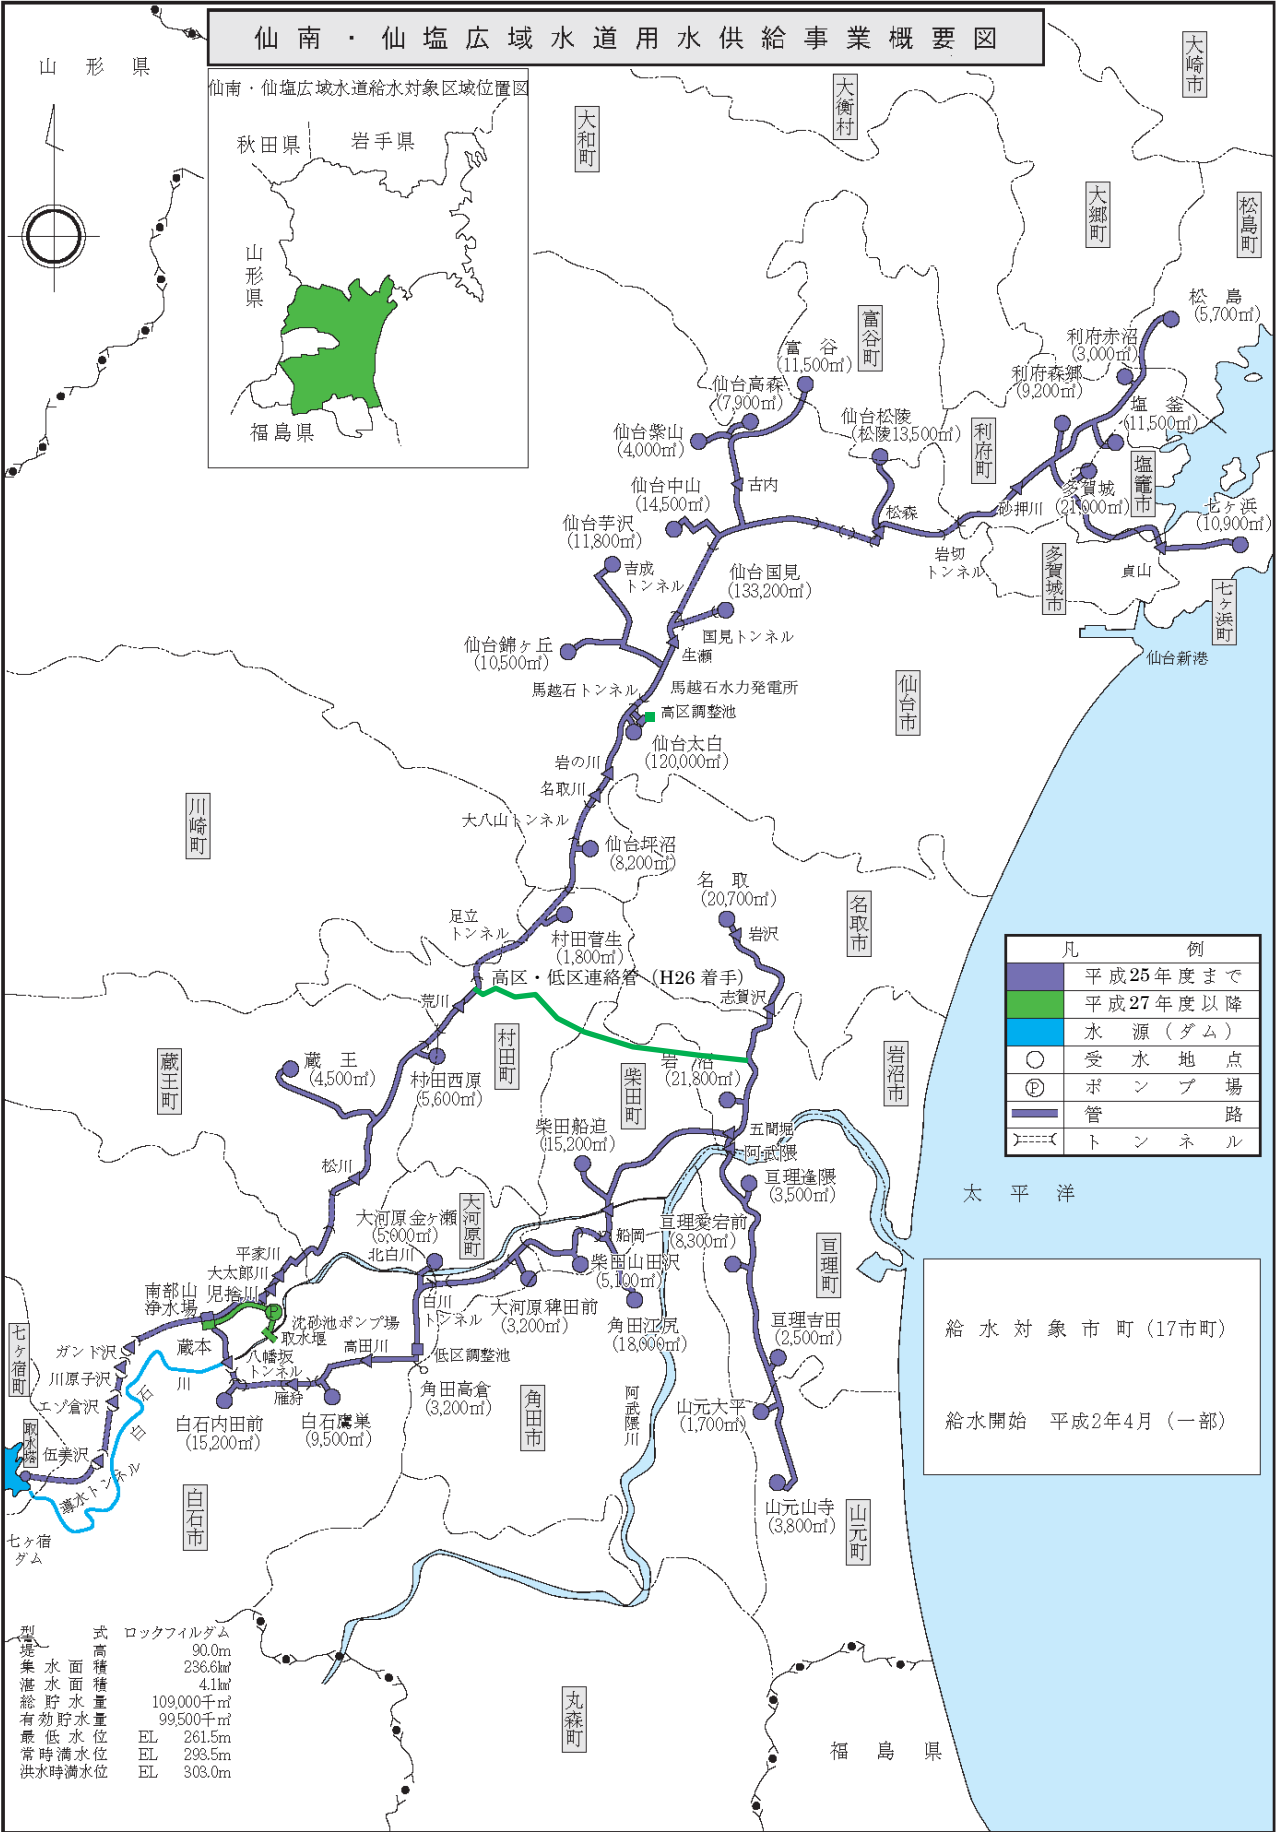 仙南・仙塩広域水道用水供給事業概要図
山形県
仙南・仙塩広域水道給水対象区域位置図
秋田県
岩手県
山形県
福島県
大崎市
大衡村
大和町
大郷町
松島町
富谷町
利府町
塩竈市
多賀城市
七ヶ浜町
仙台市
川崎町
名取市
村田町
蔵王町
柴田町
岩沼市
大河原町
亘理町
七ヶ宿町
角田市
白石市
山元町
丸森町
福島県
太平洋
松島
(5,700㎥)
利府赤沼
(3,000㎥)
利府森郷
(9,200㎥)
塩釜
(11,500㎥)
富谷
(11,500㎥)
仙台高森
(7,900㎥)
仙台松陵
(松陵13,500㎥)
仙台紫山
(4,000㎥)
仙台中山
(14,500㎥)
古内
松森
砂押川
多賀城
(21,000㎥)
七ヶ浜
(10,900㎥)
仙台芋沢
(11,800㎥)
吉成
トンネル
仙台国見
(133,200㎥)
岩切
トンネル
貞山
国見トンネル
仙台錦ヶ丘
(10,500㎥)
生瀬
仙台新港
馬越石トンネル
馬越石水力発電所
高区調整池
仙台太白
(120,000㎥)
岩の川
名取川
大八山トンネル
仙台坪沼
(8,200㎥)
名取
(20,700㎥)
足立
トンネル
岩沢
村田菅生
(1,800㎥)
高区・低区連絡管（H26着手）
荒川
志賀沢
蔵王
(4,500㎥)
村田西原
(5,600㎥)
岩沼
(21,800㎥)
柴田船迫
(15,200㎥)
五間堀
阿武隈
松川
亘理逢隈
(3,500㎥)
大河原金ヶ瀬
(5,000㎥)
北白川
船岡
亘理愛宕前
(8,300㎥)
平家川
大太郎川
児捨川
南部山
浄水場
柴田山田沢
(5,100㎥)
白川
トンネル
大河原稗田前
(3,200㎥)
角田江尻
(18,000㎥)
沈砂池ポンプ場
取水堰
蔵本
八幡坂
トンネル
高田川
低区調整池
亘理吉田
(2,500㎥)
ガンド沢
川原子沢
エゾ倉沢
白石川
雁狩
角田高倉
(3,200㎥)
白石内田前
(15,200㎥)
白石鷹巣
(9,500㎥)
阿武隈川
山元大平
(1,700㎥)
取水塔
伍美沢
導水トンネル
山元山寺
(3,800㎥)
七ヶ宿
ダム
凡例
平成25年度まで
平成27年度以降
水源（ダム）
受水地点
Ⓟ ポンプ場
管路
トンネル
給水対象市町（17市町）
給水開始 平成2年4月（一部）
型式 ロックフィルダム
堤高 90.0m
集水面積 236.6㎢
湛水面積 4.1㎢
総貯水量 109,000千㎥
有効貯水量 99,500千㎥
最低水位 EL 261.5m
常時満水位 EL 293.5m
洪水時満水位 EL 303.0m